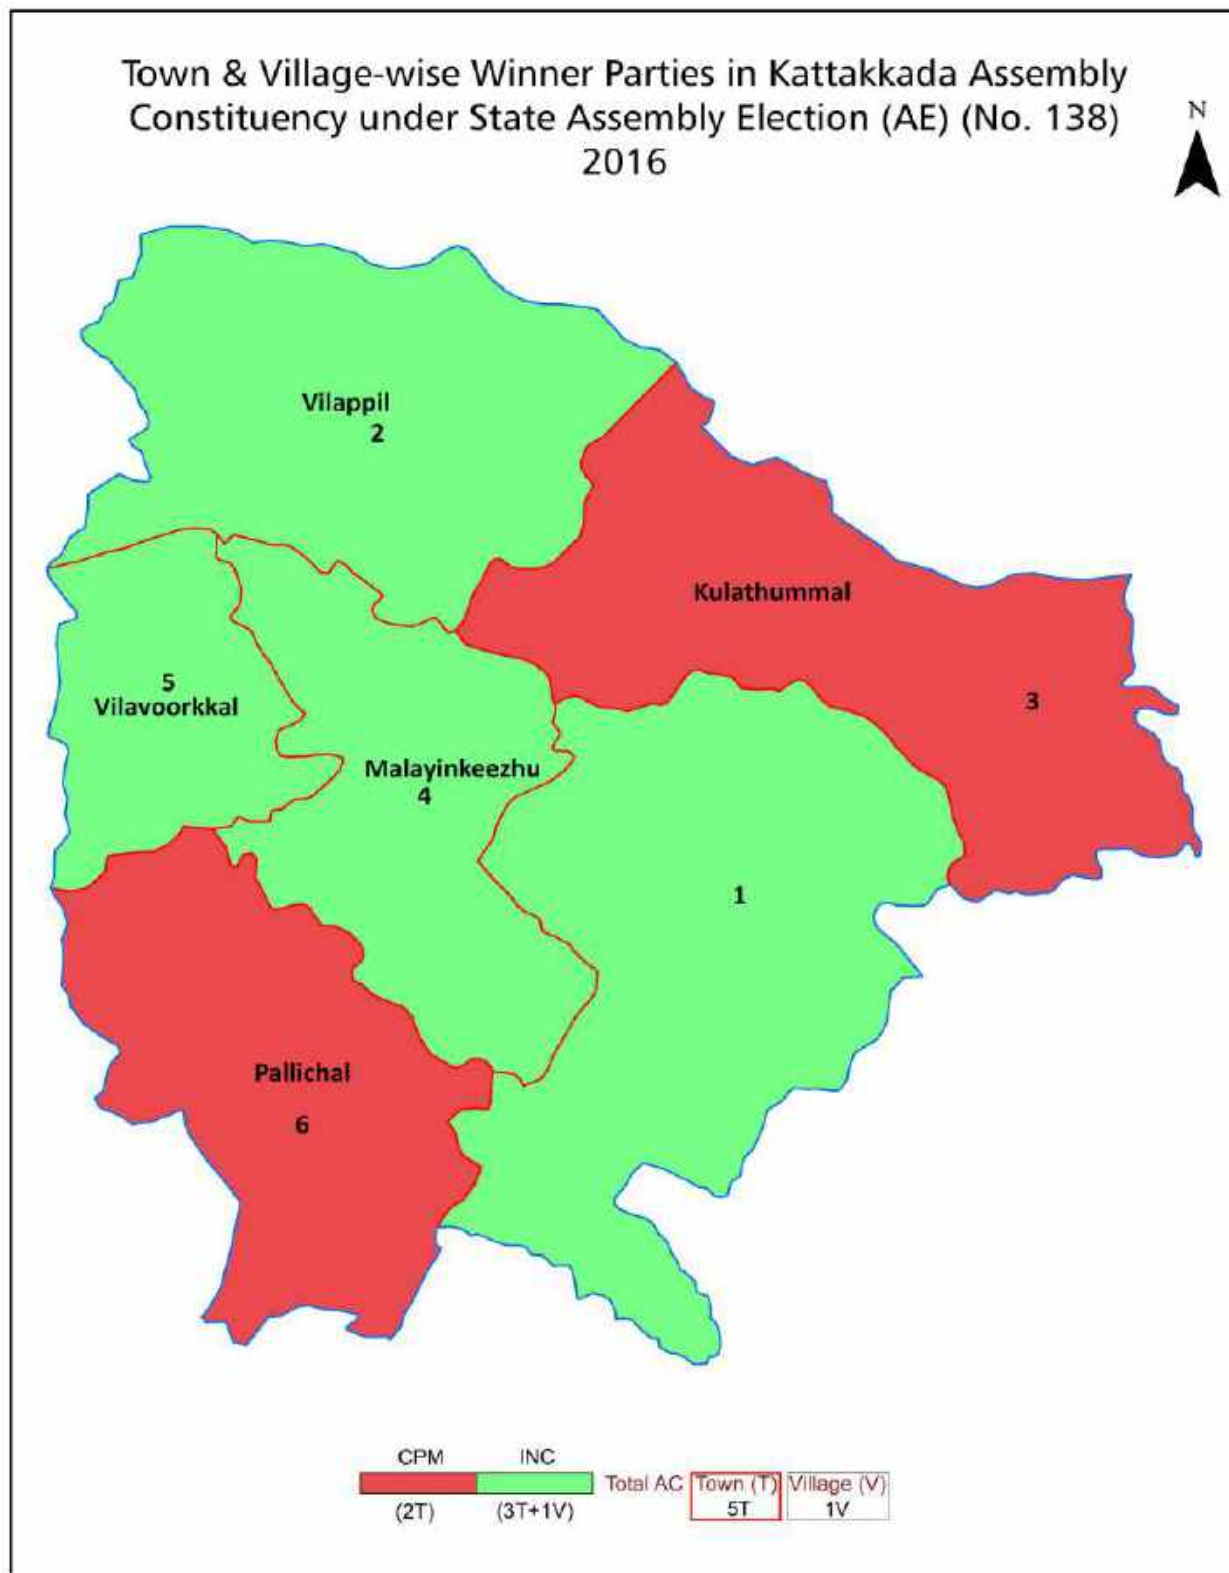 Town & Village-wise Winner Parties in Kattakkada Assembly
Constituency under State Assembly Election (AE) (No. 138)
2016
N
Vilappil
2
Kulathummal
3
5
Vilavoorkkal
Malayinkeezhu
4
1
Pallichal
6
CPM INC
Total AC Town (T) Village (V)
(2T) (3T+1V) 5T 1V